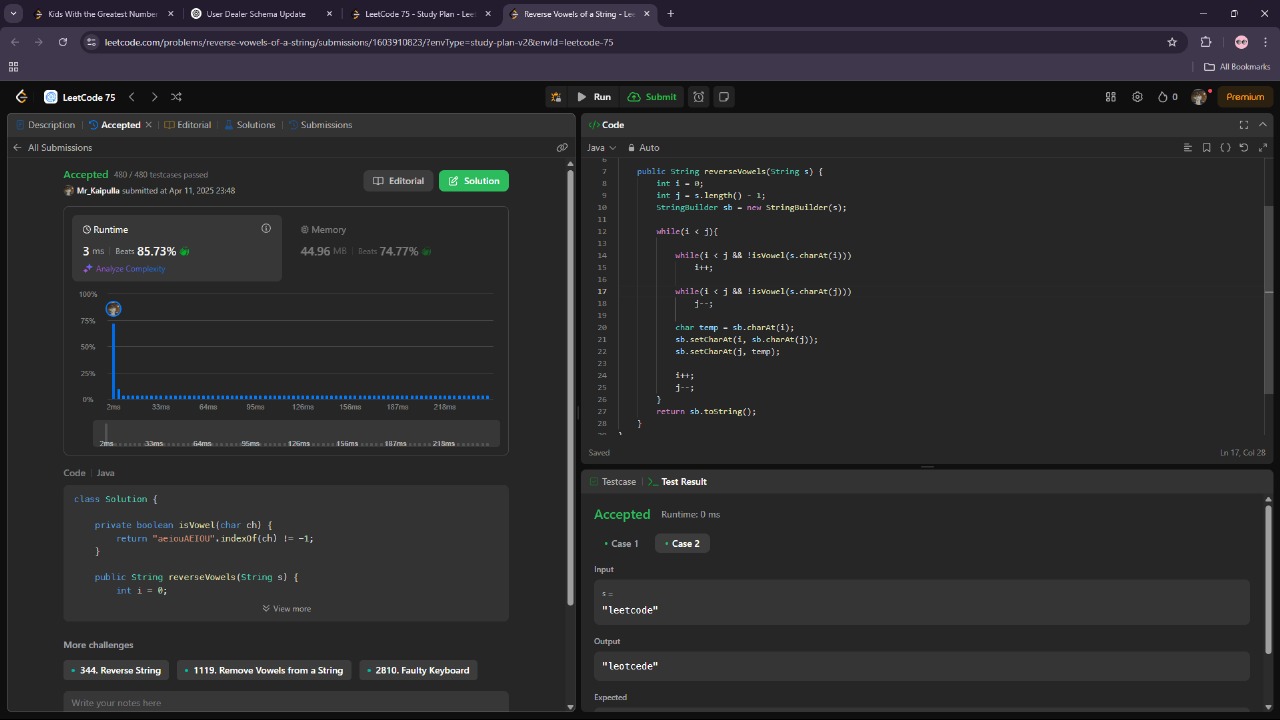 Kids With the Greatest Number
User Dealer Schema Update
LeetCode 75 - Study Plan - Leet
Reverse Vowels of a String - Lee
leetcode.com/problems/reverse-vowels-of-a-string/submissions/1603910823/?envType=study-plan-v2&envId=leetcode-75
All Bookmarks
LeetCode 75
Run
Submit
0
Premium
Description
Accepted
Editorial
Solutions
Submissions
All Submissions
Accepted 480 / 480 testcases passed
Mr_Kaipulla submitted at Apr 11, 2025 23:48
Editorial
Solution
Runtime
3 ms | Beats 85.73%
Analyze Complexity
Memory
44.96 MB | Beats 74.77%
100%
75%
50%
25%
0%
2ms 33ms 64ms 95ms 126ms 156ms 187ms 218ms
2ms 33ms 64ms 95ms 126ms 156ms 187ms 218ms
Code | Java
class Solution {
private boolean isVowel(char ch) {
return "aeiouAEIOU".indexOf(ch) != -1;
}
public String reverseVowels(String s) {
int i = 0;
View more
More challenges
344. Reverse String
1119. Remove Vowels from a String
2810. Faulty Keyboard
Write your notes here
</> Code
Java
Auto
6
7 public String reverseVowels(String s) {
8 int i = 0;
9 int j = s.length() - 1;
10 StringBuilder sb = new StringBuilder(s);
11
12 while(i < j){
13
14 while(i < j && !isVowel(s.charAt(i)))
15 i++;
16
17 while(i < j && !isVowel(s.charAt(j)))
18 j--;
19
20 char temp = sb.charAt(i);
21 sb.setCharAt(i, sb.charAt(j));
22 sb.setCharAt(j, temp);
23
24 i++;
25 j--;
26 }
27 return sb.toString();
28 }
Saved
Ln 17, Col 28
Testcase
Test Result
Accepted Runtime: 0 ms
Case 1
Case 2
Input
s =
"leetcode"
Output
"leotcede"
Expected